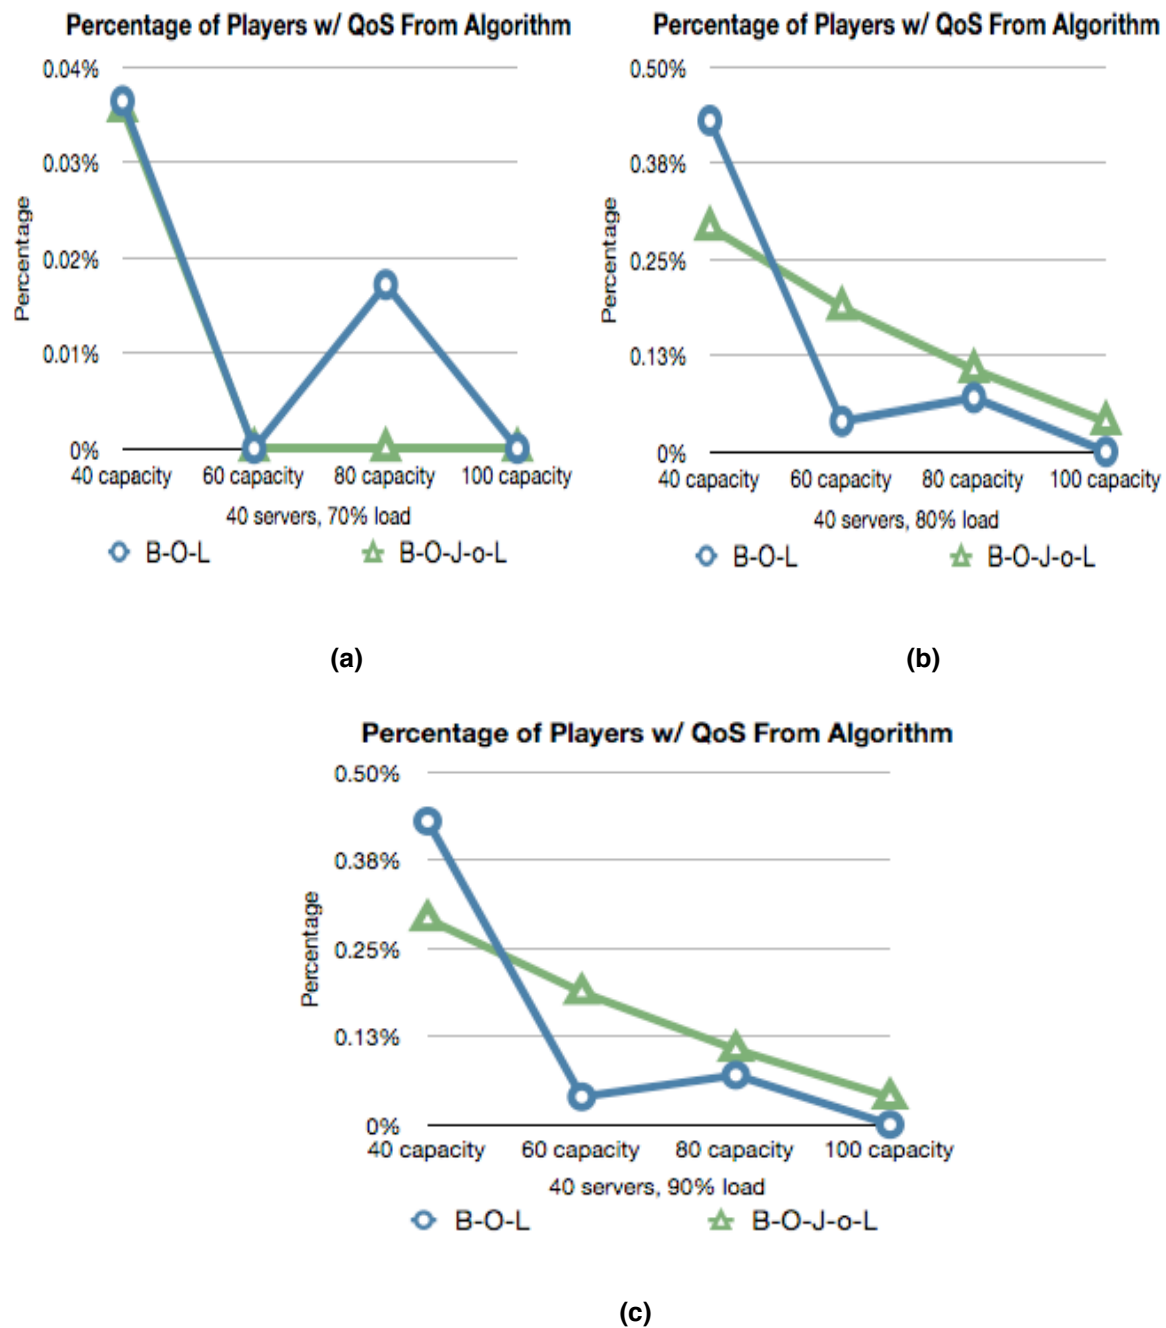 Percentage of Players w/ QoS From Algorithm
0.04%
0.03%
0.02%
0.01%
0%
Percentage
40 capacity 60 capacity 80 capacity 100 capacity
40 servers, 70% load
B-O-L B-O-J-o-L
(a)
Percentage of Players w/ QoS From Algorithm
0.50%
0.38%
0.25%
0.13%
0%
Percentage
40 capacity 60 capacity 80 capacity 100 capacity
40 servers, 80% load
B-O-L B-O-J-o-L
(b)
Percentage of Players w/ QoS From Algorithm
0.50%
0.38%
0.25%
0.13%
0%
Percentage
40 capacity 60 capacity 80 capacity 100 capacity
40 servers, 90% load
B-O-L B-O-J-o-L
(c)